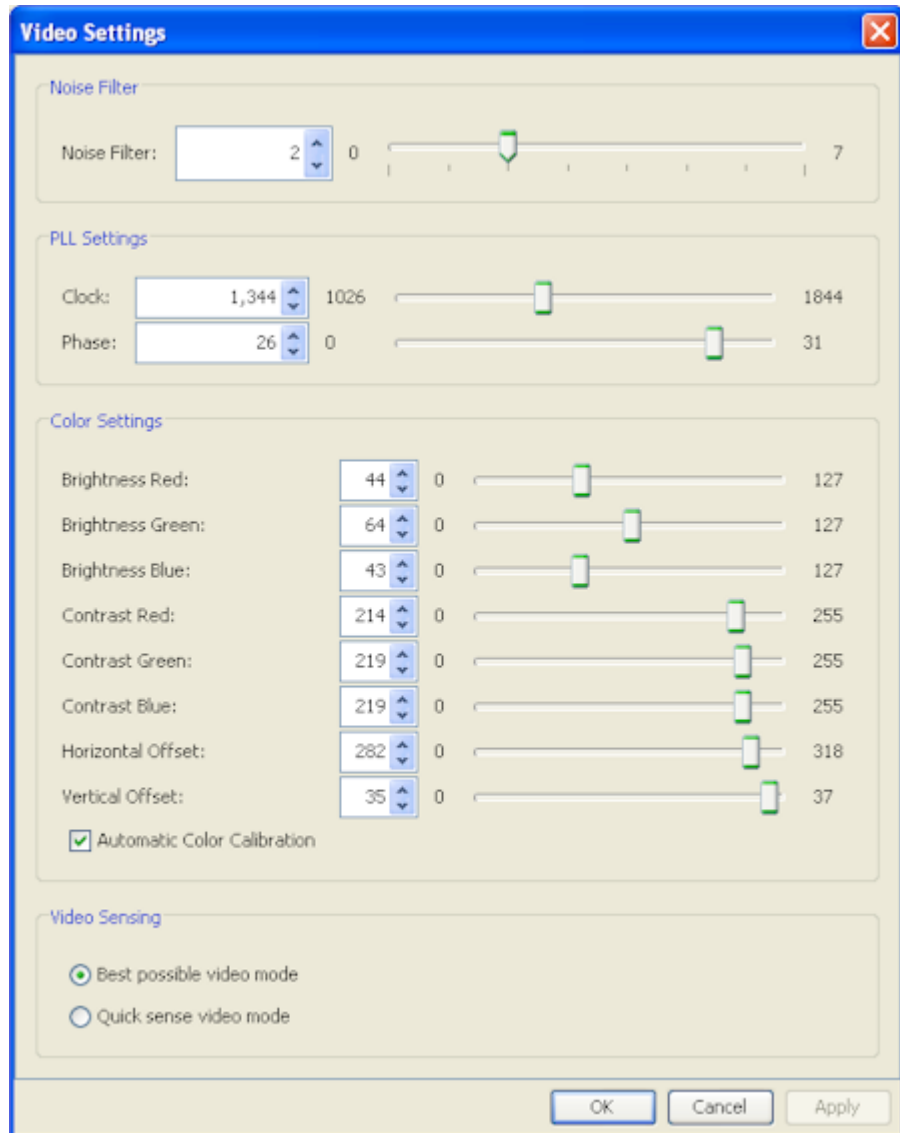 Video Settings
Noise Filter
Noise Filter: 2 0 7
PLL Settings
Clock: 1,344 1026 1844
Phase: 26 0 31
Color Settings
Brightness Red: 44 0 127
Brightness Green: 64 0 127
Brightness Blue: 43 0 127
Contrast Red: 214 0 255
Contrast Green: 219 0 255
Contrast Blue: 219 0 255
Horizontal Offset: 282 0 318
Vertical Offset: 35 0 37
Automatic Color Calibration
Video Sensing
Best possible video mode
Quick sense video mode
OK Cancel Apply